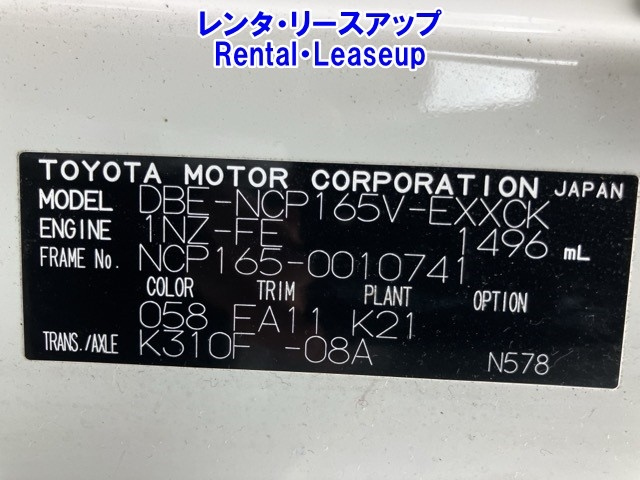 レンタ・リースアップ
Rental・Leaseup
TOYOTA MOTOR CORPORATION JAPAN
MODEL DBE-NCP165V-EXXCK
ENGINE 1NZ-FE 1496 mL
FRAME No. NCP165-0010741
COLOR TRIM PLANT OPTION
058 FA11 K21
TRANS./AXLE K310F -08A N578